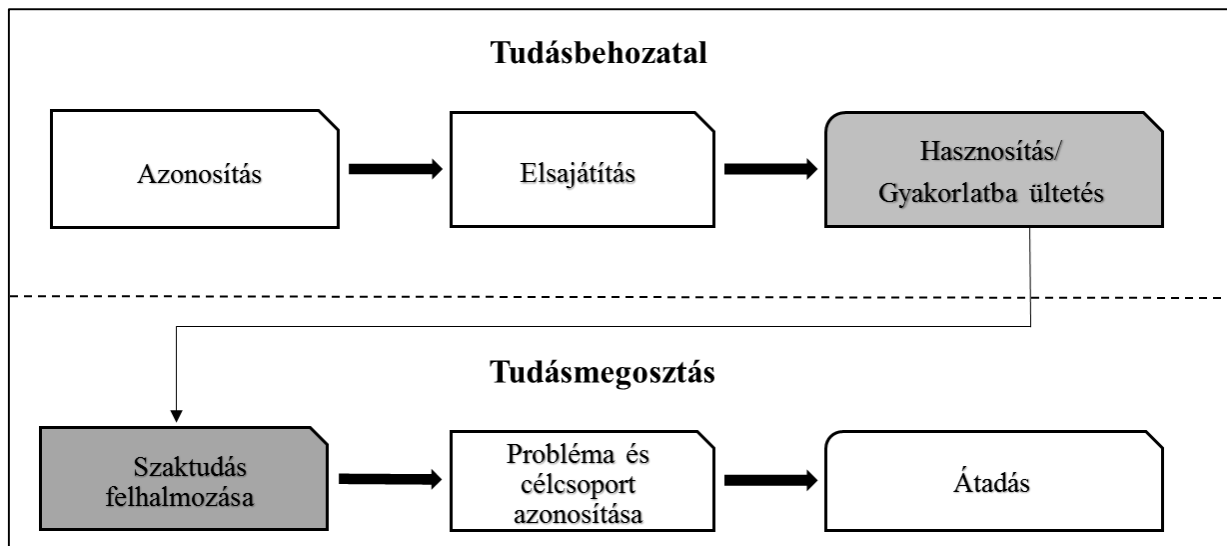 Tudásbehozatal
Azonosítás
Elsajátítás
Hasznosítás/
Gyakorlatba ültetés
Tudásmegosztás
Szaktudás
felhalmozása
Probléma és
célcsoport
azonosítása
Átadás